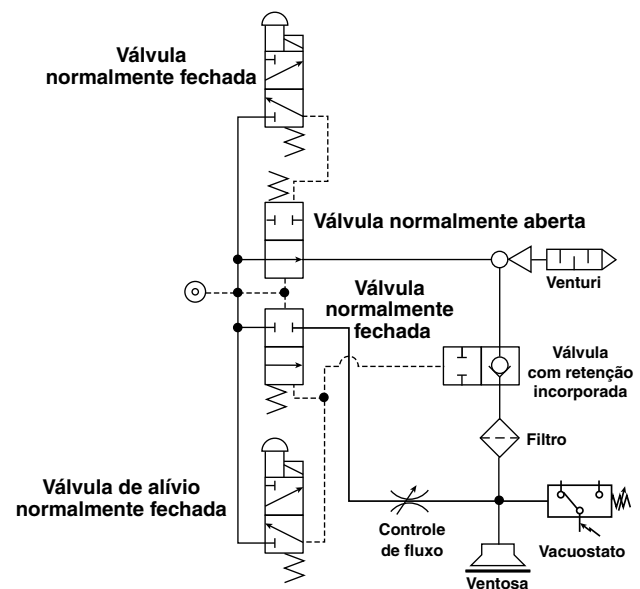 Válvula
normalmente fechada
Válvula normalmente aberta
Venturi
Válvula
normalmente
fechada
Válvula
com retenção
incorporada
Filtro
Válvula de alívio
normalmente fechada
Controle
de fluxo
Vacuostato
Ventosa